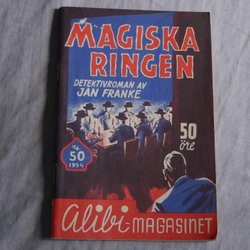 MAGISKA
RINGEN
DETEKTIVROMAN AV
JAN FRANKE
50
öre
Nr
50
1954
Alibi-MAGASINET